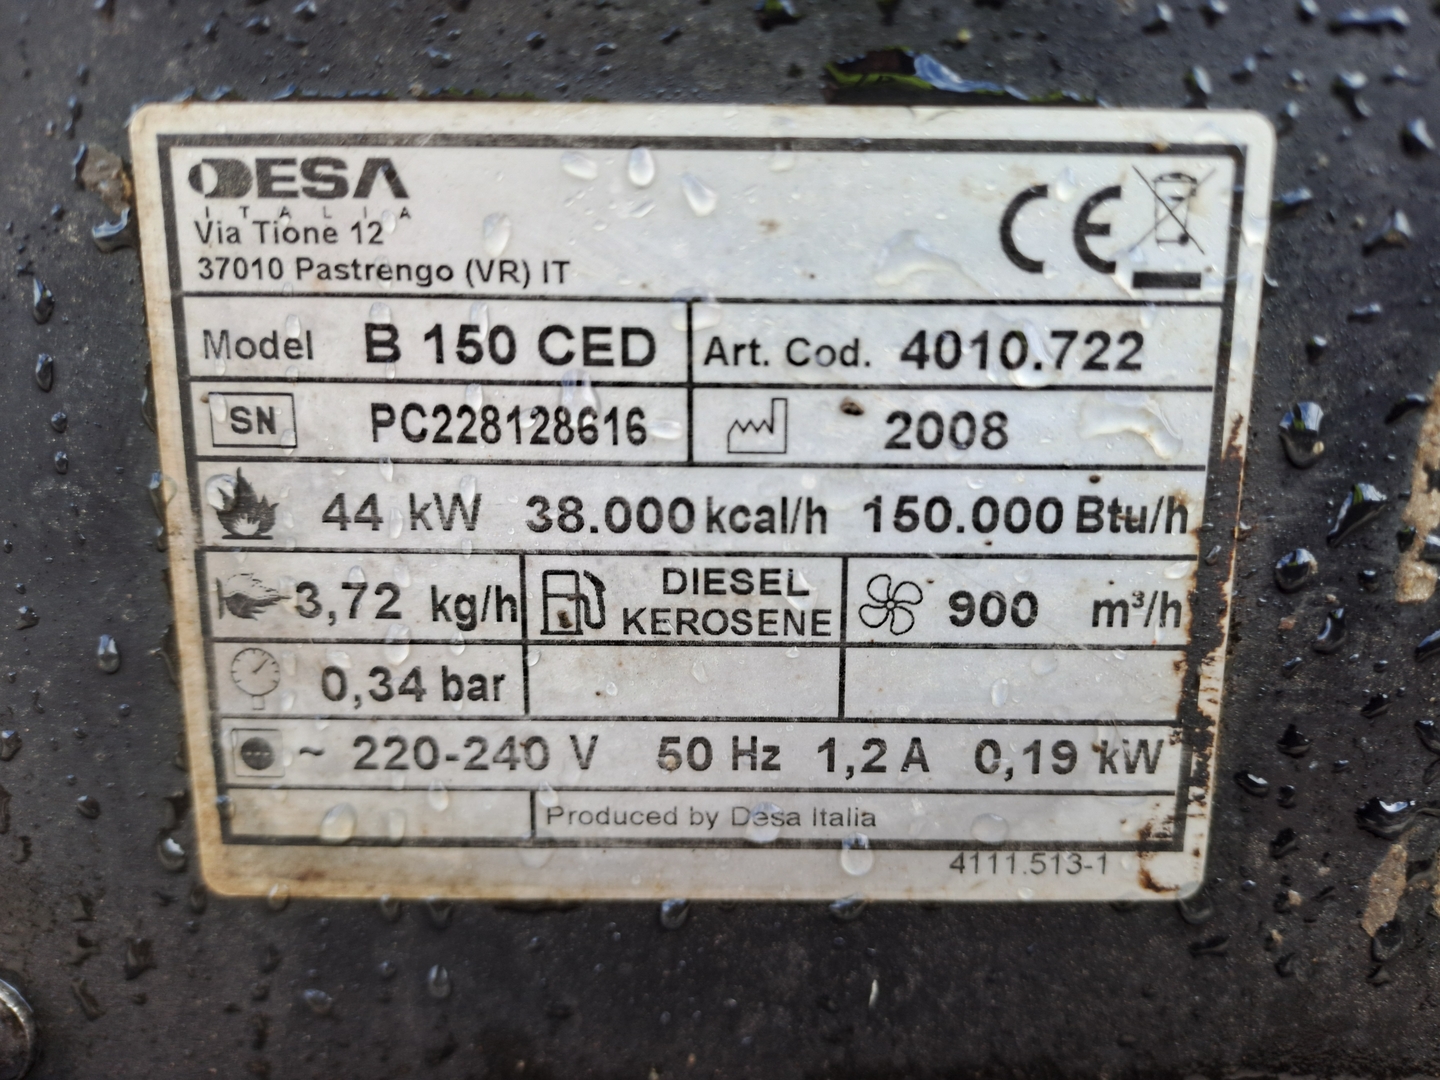 DESA
ITALIA
Via Tione 12
37010 Pastrengo (VR) IT
CE
Model B 150 CED Art. Cod. 4010.722
SN PC228128616 2008
44 kW 38.000 kcal/h 150.000 Btu/h
3,72 kg/h DIESEL KEROSENE 900 m³/h
0,34 bar
~ 220-240 V 50 Hz 1,2 A 0,19 kW
Produced by Desa Italia
4111.513-1